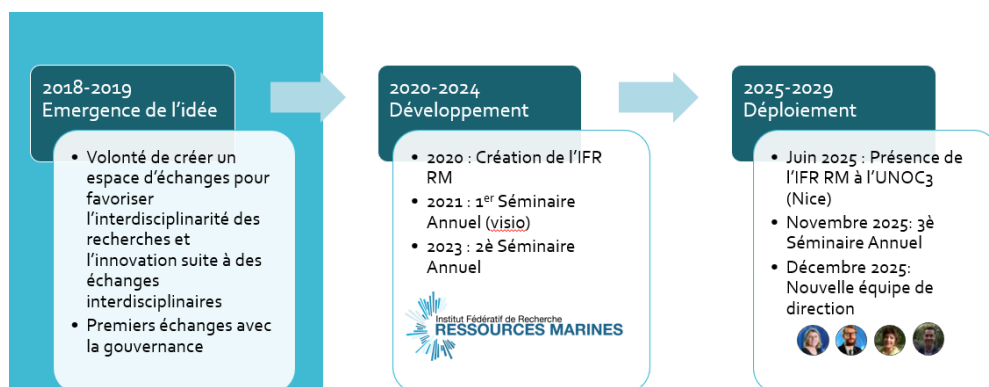 2018-2019
Emergence de l'idée
• Volonté de créer un
espace d'échanges pour
favoriser
l'interdisciplinarité des
recherches et
l'innovation suite à des
échanges
interdisciplinaires
• Premiers échanges avec
la gouvernance
2020-2024
Développement
• 2020 : Création de l'IFR
RM
• 2021 : 1er Séminaire
Annuel (visio)
• 2023 : 2è Séminaire
Annuel
Institut Fédératif de Recherche
RESSOURCES MARINES
2025-2029
Déploiement
• Juin 2025 : Présence de
l'IFR RM à l'UNOC3
(Nice)
• Novembre 2025: 3è
Séminaire Annuel
• Décembre 2025:
Nouvelle équipe de
direction